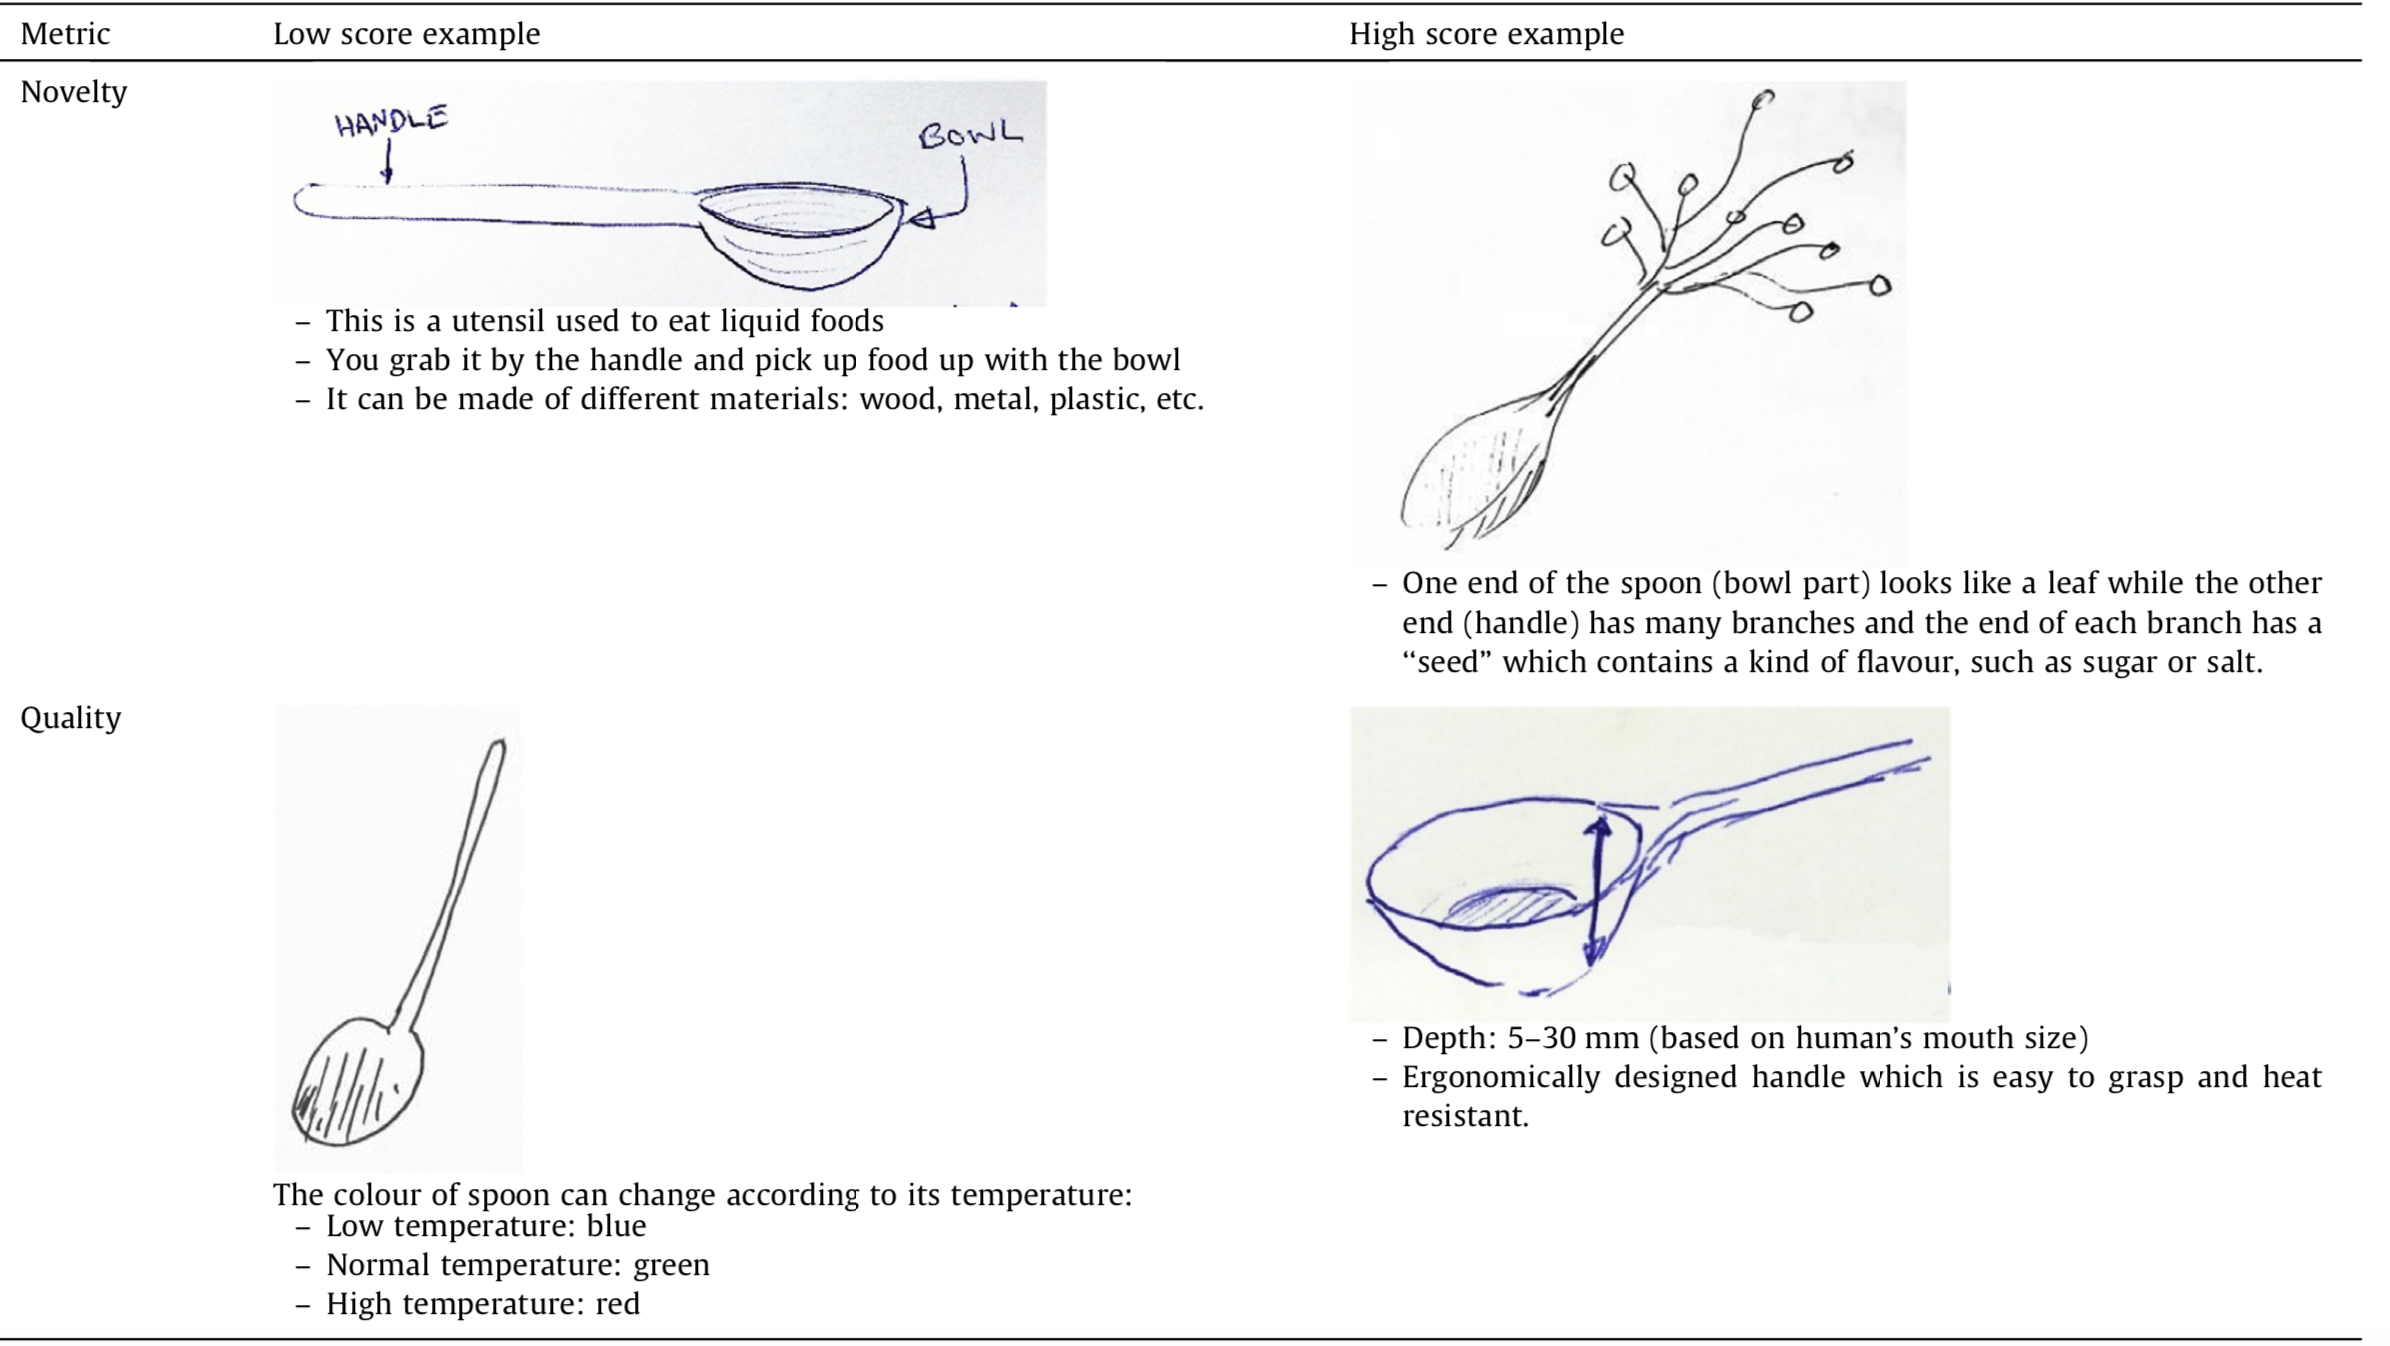 Metric Low score example High score example
Novelty
HANDLE
BOWL
– This is a utensil used to eat liquid foods
– You grab it by the handle and pick up food up with the bowl
– It can be made of different materials: wood, metal, plastic, etc.
– One end of the spoon (bowl part) looks like a leaf while the other
end (handle) has many branches and the end of each branch has a
“seed” which contains a kind of flavour, such as sugar or salt.
Quality
– Depth: 5–30 mm (based on human’s mouth size)
– Ergonomically designed handle which is easy to grasp and heat
resistant.
The colour of spoon can change according to its temperature:
– Low temperature: blue
– Normal temperature: green
– High temperature: red